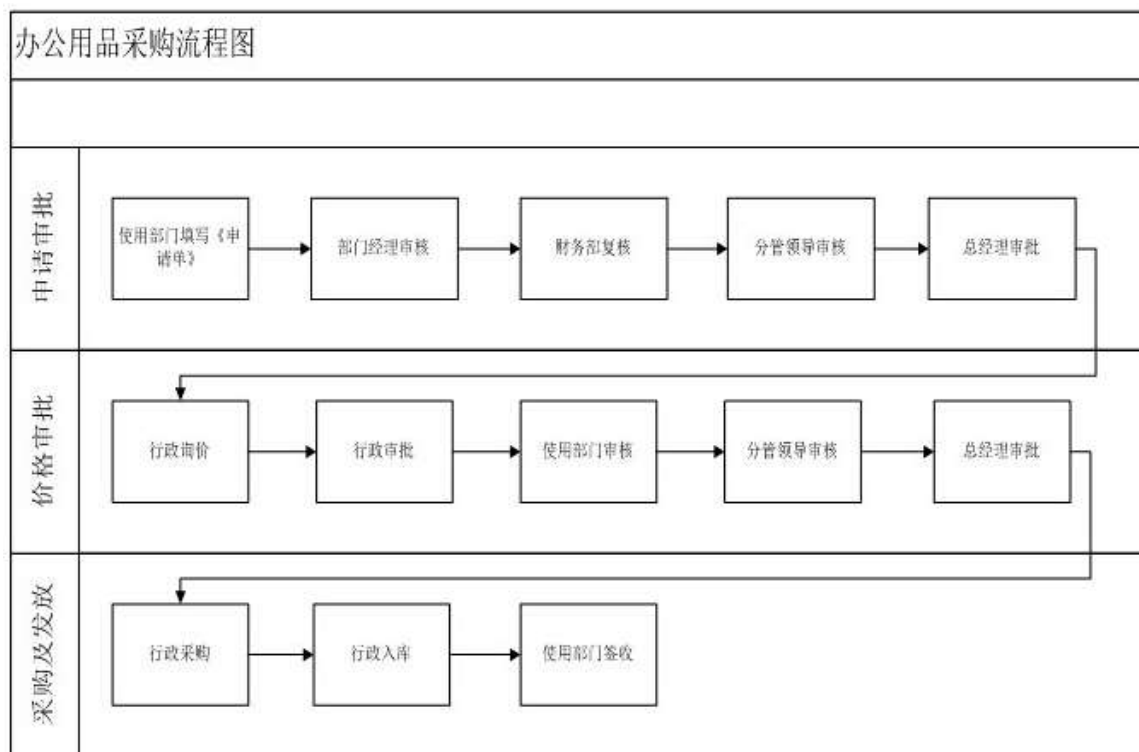 办公用品采购流程图
申请审批
使用部门填写《申
请单》
部门经理审核
财务部复核
分管领导审核
总经理审批
价格审批
行政询价
行政审批
使用部门审核
分管领导审核
总经理审批
采购及发放
行政采购
行政入库
使用部门签收